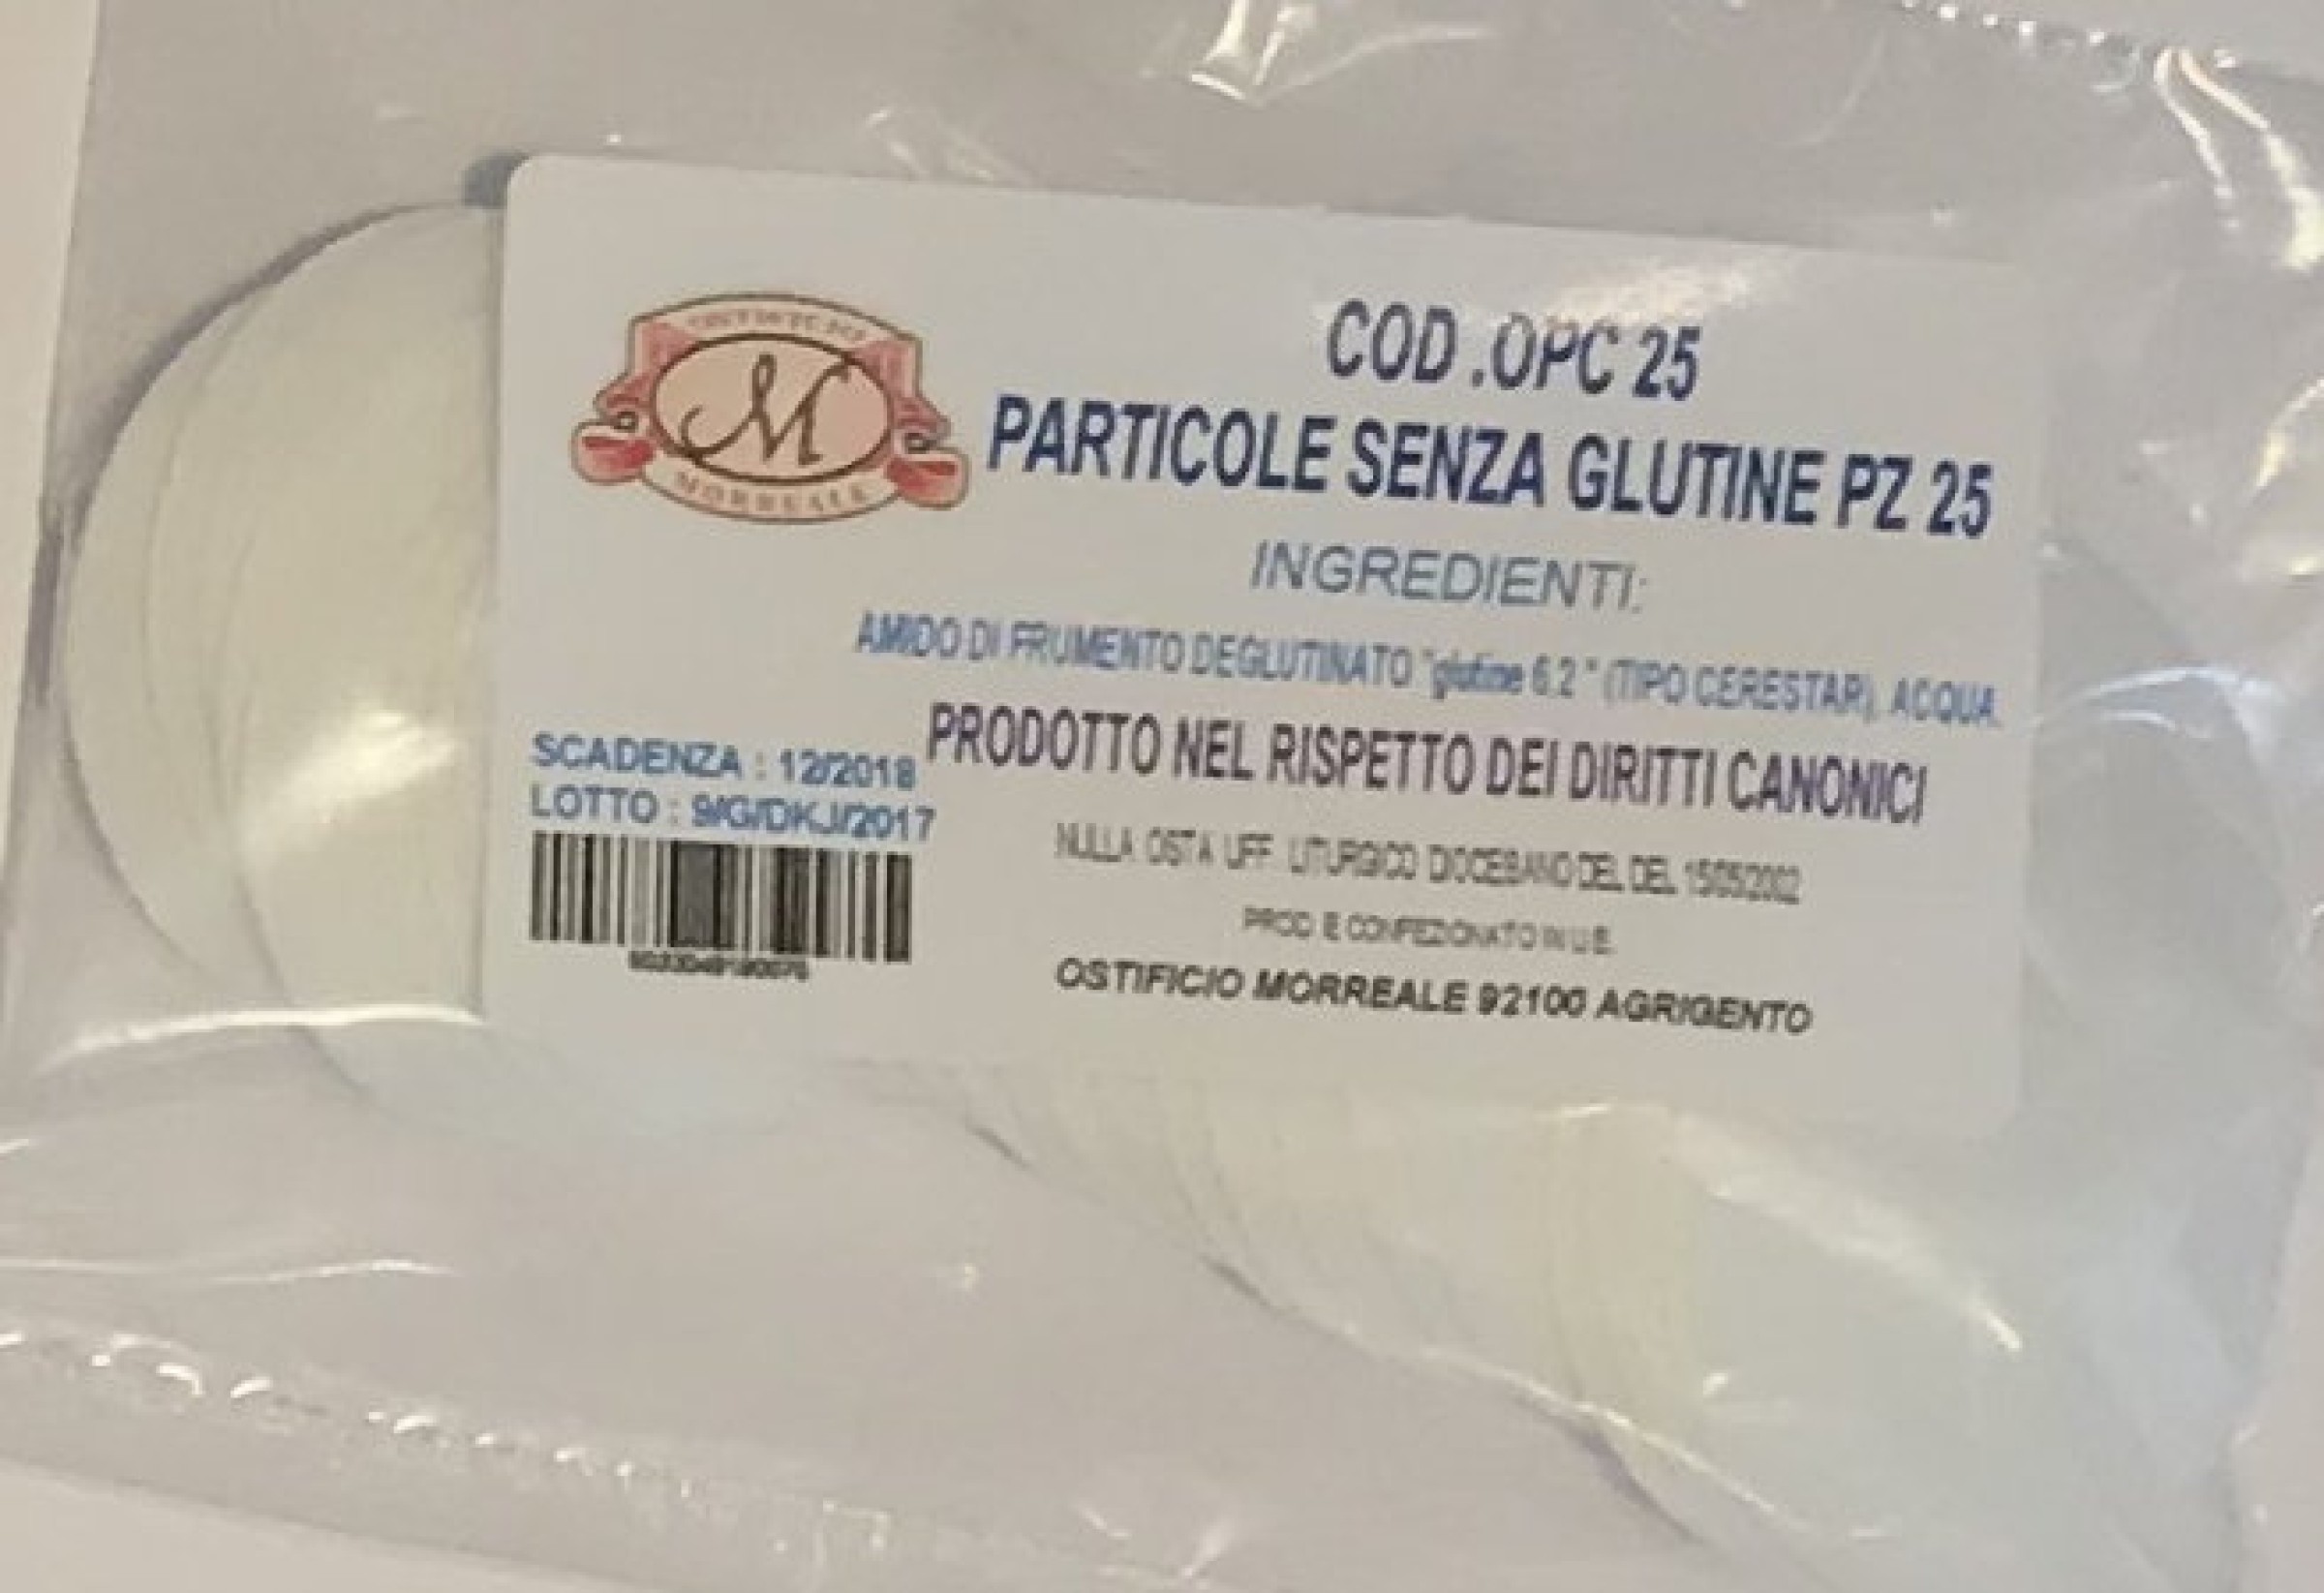 COD .OPC 25
PARTICOLE SENZA GLUTINE PZ 25
MORREALE
INGREDIENTI:
AMIDO DI FRUMENTO DEGLUTINATO "glutine 6.2 " (TIPO CERESTAR), ACQUA.
PRODOTTO NEL RISPETTO DEI DIRITTI CANONICI
SCADENZA : 12/2018
LOTTO : 9/G/DKJ/2017
NULLA OSTA UFF. LITURGICO DIOCESANO DEL DEL 15/05/2002
PROD E CONFEZIONATO IN U.E.
OSTIFICIO MORREALE 92100 AGRIGENTO